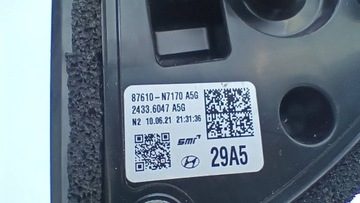 87610-N7170 A5G
2433.6047 A5G
N2 10.06.21 21:31:36
SMR
29A5